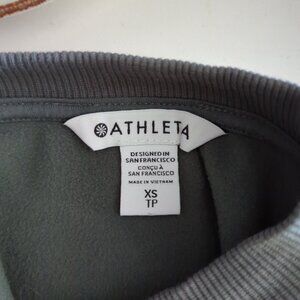 ATHLETA
DESIGNED IN
SAN FRANCISCO
CONÇU À
SAN FRANCISCO
MADE IN VIETNAM
XS
TP